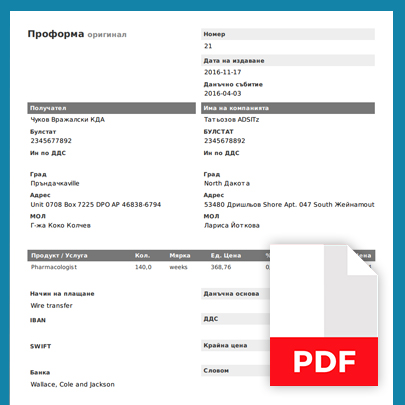 Проформа оригинал
Номер
21
Дата на издаване
2016-11-17
Данъчно събитие
2016-04-03
Получател
Име на компанията
Чуков Вражалски КДА
Татьозов ADSITz
Булстат
БУЛСТАТ
2345678892
2345677892
Ин по ДДС
Ин по ДДС
Град
Град
Пръндачкаville
North Дакота
Адрес
Адрес
Unit 0708 Box 7225 DPO AP 46838-6794
53480 Дришльов Shore Apt. 047 South Жейнаmout
МОЛ
МОЛ
Г-жа Коко Колчев
Лариса Йоткова
Продукт / Услуга Кол. Мярка Ед. Цена %
Pharmacologist 140,0 weeks 368,76
Начин на плащане
Данъчна основа
Wire transfer
IBAN
ДДС
SWIFT
Крайна цена
Банка
Словом
Wallace, Cole and Jackson
PDF